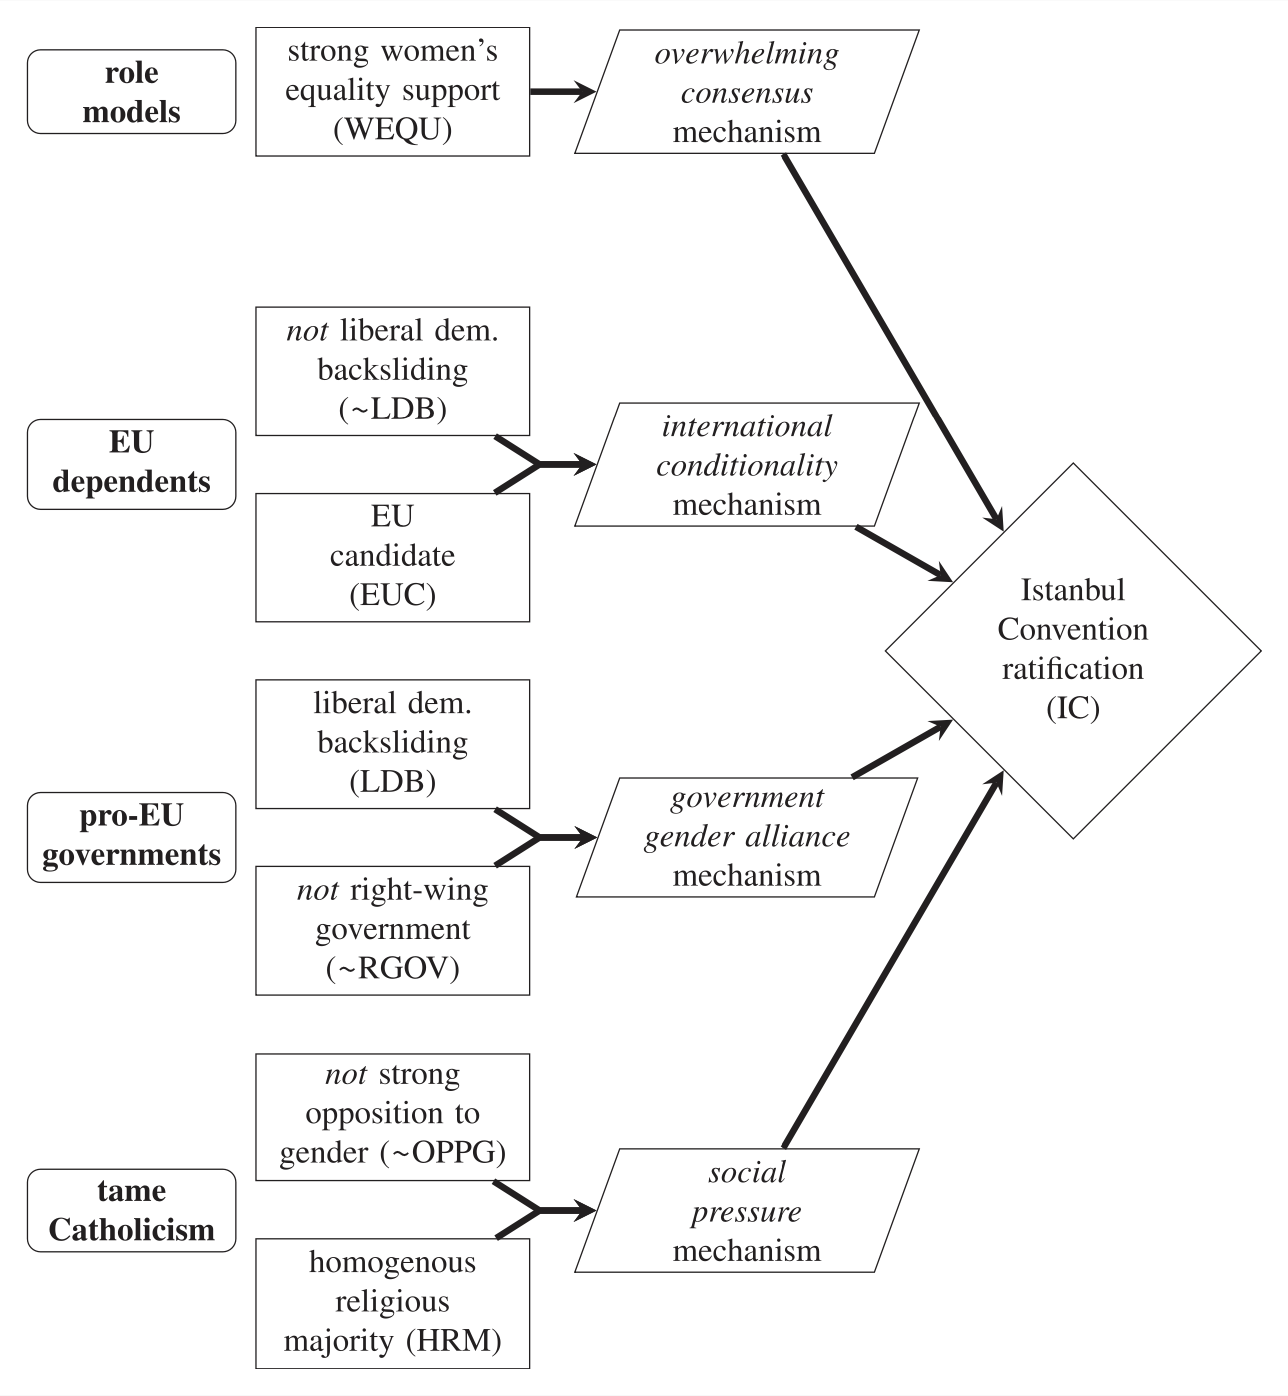 role
models
strong women's
equality support
(WEQU)
overwhelming
consensus
mechanism
EU
dependents
not liberal dem.
backsliding
(~LDB)
EU
candidate
(EUC)
international
conditionality
mechanism
pro-EU
governments
liberal dem.
backsliding
(LDB)
not right-wing
government
(~RGOV)
government
gender alliance
mechanism
tame
Catholicism
not strong
opposition to
gender (~OPPG)
homogenous
religious
majority (HRM)
social
pressure
mechanism
Istanbul
Convention
ratification
(IC)